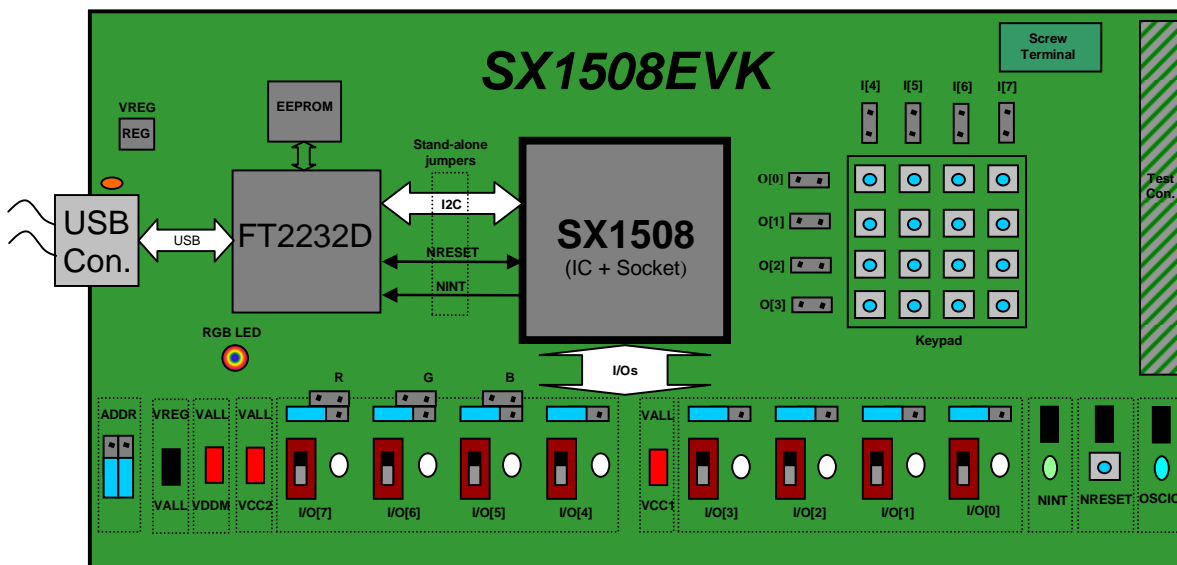 SX1508EVK
Screw
Terminal
I[4]
I[5]
I[6]
I[7]
VREG
REG
EEPROM
Stand-alone
jumpers
O[0]
O[1]
O[2]
O[3]
Test
Con.
USB
Con.
USB
FT2232D
I2C
NRESET
NINT
SX1508
(IC + Socket)
Keypad
RGB LED
I/Os
R
G
B
ADDR
VREG
VALL
VALL
VALL
VALL
VDDM
VCC2
I/O[7]
I/O[6]
I/O[5]
I/O[4]
VCC1
I/O[3]
I/O[2]
I/O[1]
I/O[0]
NINT
NRESET
OSCIO